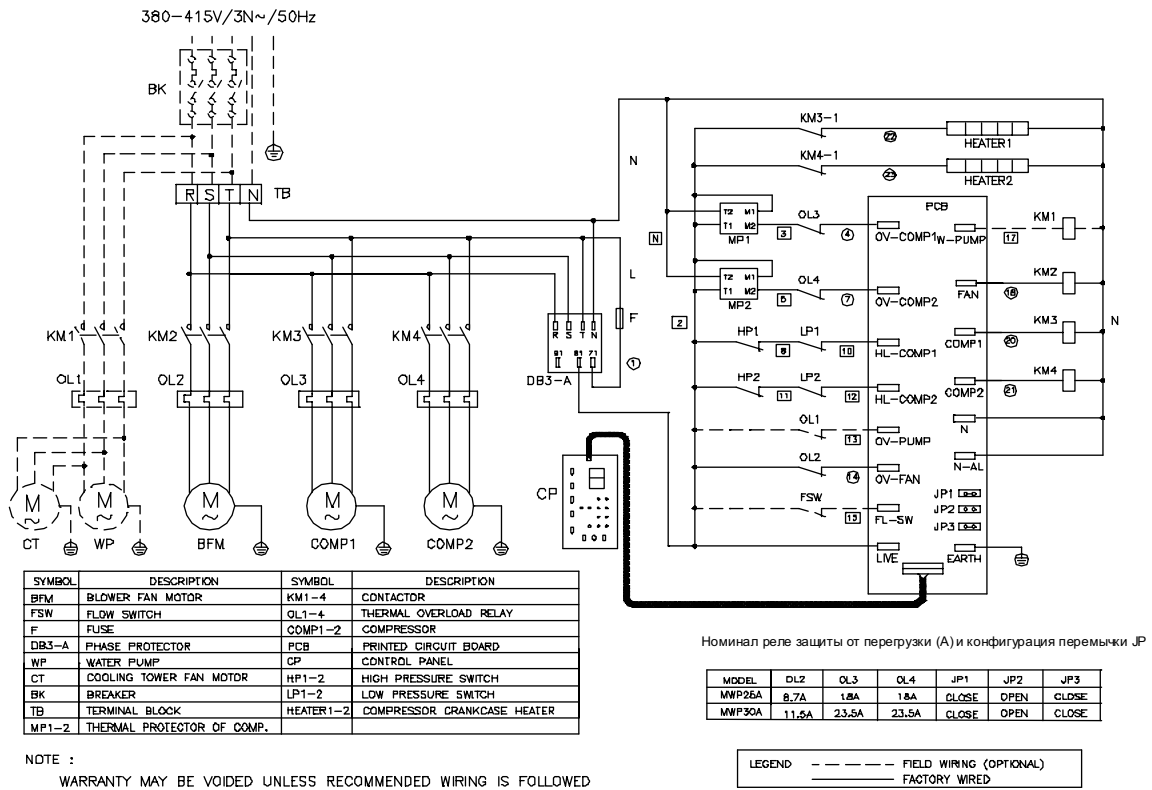 380-415V/3N~/50Hz
BK
R S T N TB
N
L
F
1
N
2
KM1 KM2 KM3 KM4
OL1 OL2 OL3 OL4
R S T N
91 81 71
DB3-A
M ~ M ~ M ~ M ~ M ~
CT WP BFM COMP1 COMP2
CP
KM3-1 22 HEATER1
KM4-1 23 HEATER2
PCB
T2 M1
T1 M2
MP1
3 OL3 4 OV-COMP1
T2 M1
T1 M2
MP2
6 OL4 7 OV-COMP2
HP1 9 LP1 10 HL-COMP1
HP2 11 LP2 12 HL-COMP2
OL1 13 OV-PUMP
OL2 14 OV-FAN
FSW 15 FL-SW
LIVE
W-PUMP 17 KM1
FAN 18 KM2
COMP1 20 KM3
COMP2 21 KM4
N
N
N-AL
JP1
JP2
JP3
EARTH
SYMBOL DESCRIPTION SYMBOL DESCRIPTION
BFM BLOWER FAN MOTOR KM1-4 CONTACTOR
FSW FLOW SWITCH OL1-4 THERMAL OVERLOAD RELAY
F FUSE COMP1-2 COMPRESSOR
DB3-A PHASE PROTECTOR PCB PRINTED CIRCUIT BOARD
WP WATER PUMP CP CONTROL PANEL
CT COOLING TOWER FAN MOTOR HP1-2 HIGH PRESSURE SWITCH
BK BREAKER LP1-2 LOW PRESSURE SWITCH
TB TERMINAL BLOCK HEATER1-2 COMPRESSOR CRANKCASE HEATER
MP1-2 THERMAL PROTECTOR OF COMP.
NOTE :
WARRANTY MAY BE VOIDED UNLESS RECOMMENDED WIRING IS FOLLOWED
Номинал реле защиты от перегрузки (А) и конфигурация перемычки JP
MODEL OL2 OL3 OL4 JP1 JP2 JP3
MWP26A 8.7A 18A 18A CLOSE OPEN CLOSE
MWP30A 11.5A 23.5A 23.5A CLOSE OPEN CLOSE
LEGEND FIELD WIRING (OPTIONAL)
FACTORY WIRED